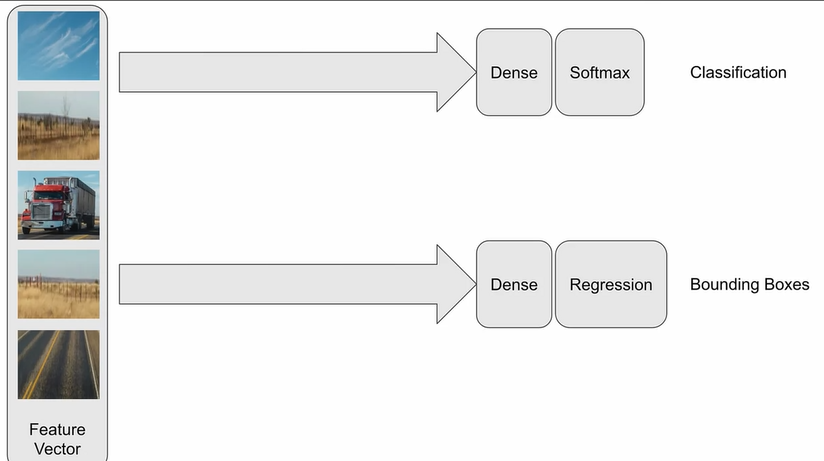 Dense
Softmax
Classification
Dense
Regression
Bounding Boxes
Feature
Vector